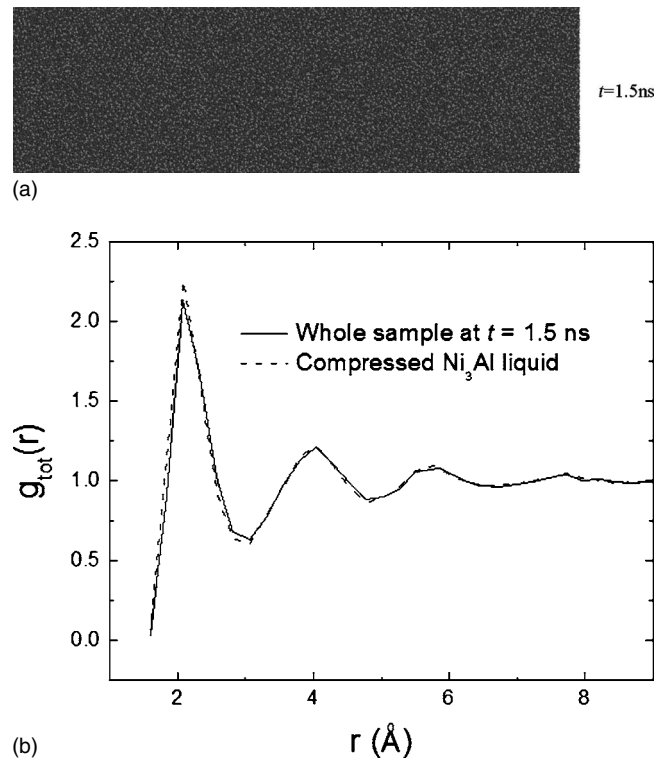 t=1.5ns
(a)
2.5
2.0
1.5
1.0
0.5
0.0
g_tot(r)
Whole sample at t = 1.5 ns
Compressed Ni₃Al liquid
2 4 6 8
r (Å)
(b)